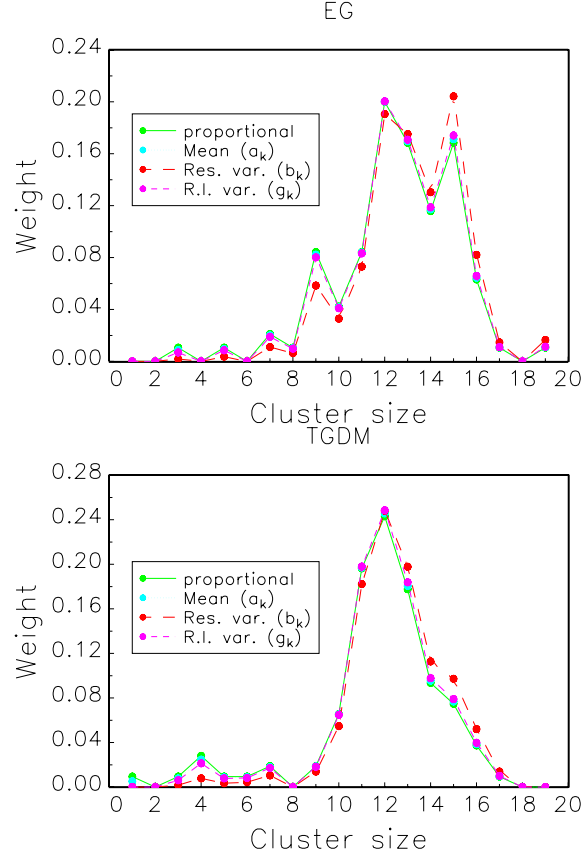 EG
0.24
0.20
0.16
0.12
0.08
0.04
0.00
Weight
proportional
Mean (ak)
Res. var. (bk)
R.I. var. (gk)
0 2 4 6 8 10 12 14 16 18 20
Cluster size
TGDM
0.28
0.24
0.20
0.16
0.12
0.08
0.04
0.00
Weight
proportional
Mean (ak)
Res. var. (bk)
R.I. var. (gk)
0 2 4 6 8 10 12 14 16 18 20
Cluster size